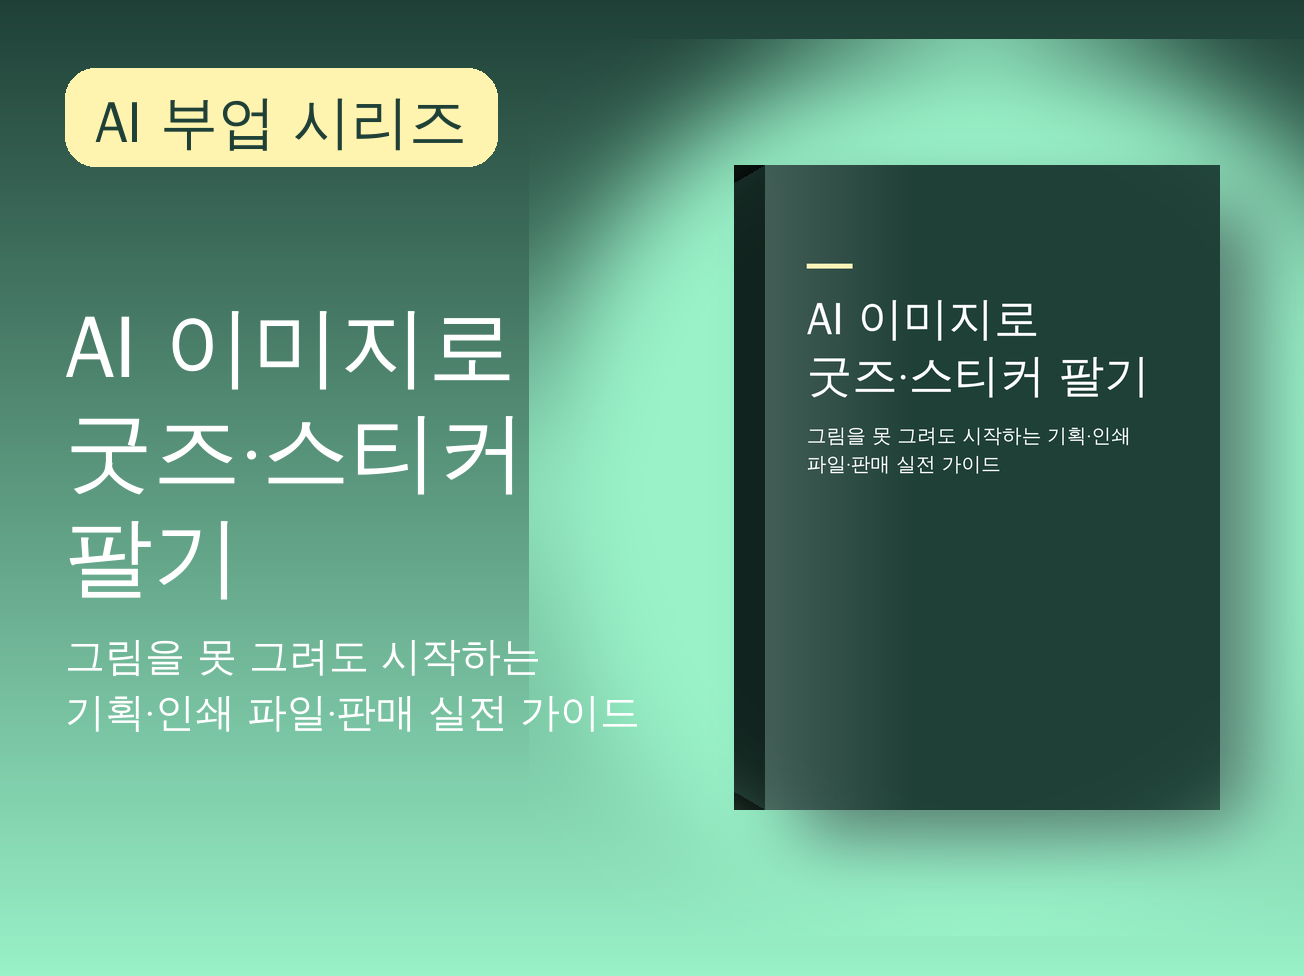 AI 부업 시리즈
AI 이미지로
굿즈·스티커
팔기
그림을 못 그려도 시작하는
기획·인쇄 파일·판매 실전 가이드
AI 이미지로
굿즈·스티커 팔기
그림을 못 그려도 시작하는 기획·인쇄
파일·판매 실전 가이드